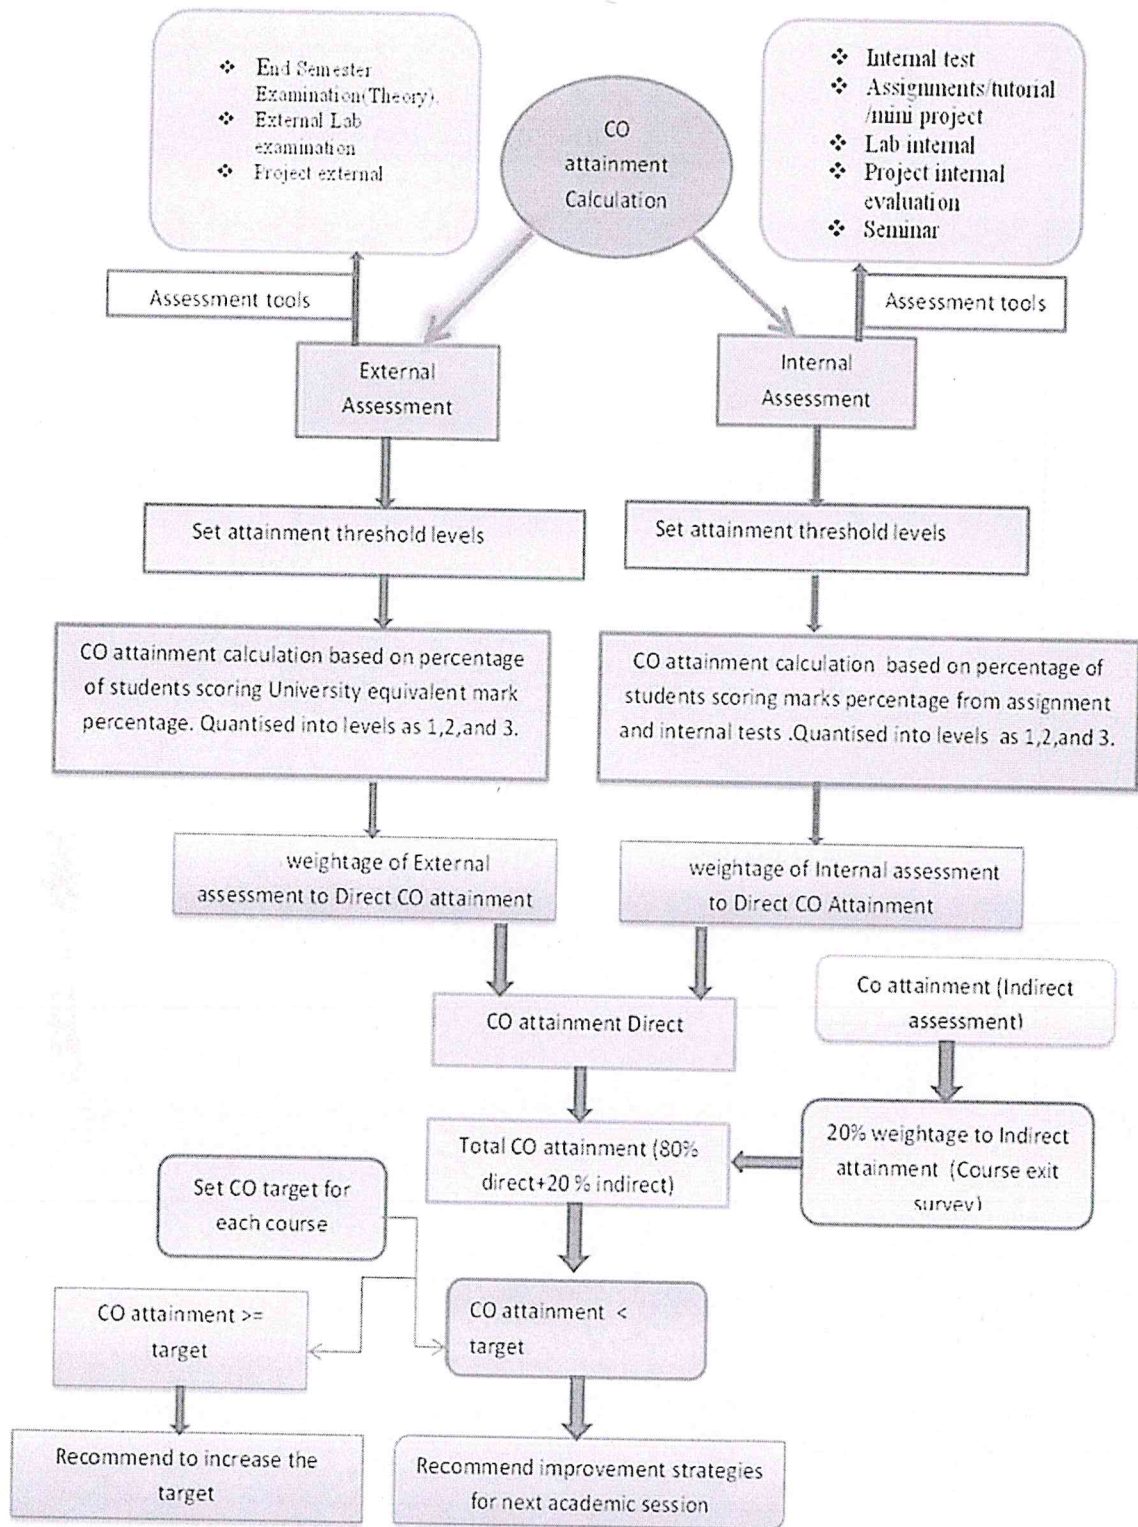 ❖ End Semester
Examination(Theory).
❖ External Lab
examination
❖ Project external
CO
attainment
Calculation
❖ Internal test
❖ Assignments/tutorial
/mini project
❖ Lab internal
❖ Project internal
evaluation
❖ Seminar
Assessment tools
Assessment tools
External
Assessment
Internal
Assessment
Set attainment threshold levels
Set attainment threshold levels
CO attainment calculation based on percentage
of students scoring University equivalent mark
percentage. Quantised into levels as 1,2,and 3.
CO attainment calculation based on percentage of
students scoring marks percentage from assignment
and internal tests .Quantised into levels as 1,2,and 3.
weightage of External
assessment to Direct CO attainment
weightage of Internal assessment
to Direct CO Attainment
CO attainment Direct
Co attainment (Indirect
assessment)
Total CO attainment (80%
direct+20 % indirect)
20% weightage to Indirect
attainment (Course exit
survey)
Set CO target for
each course
CO attainment >=
target
CO attainment <
target
Recommend to increase the
target
Recommend improvement strategies
for next academic session